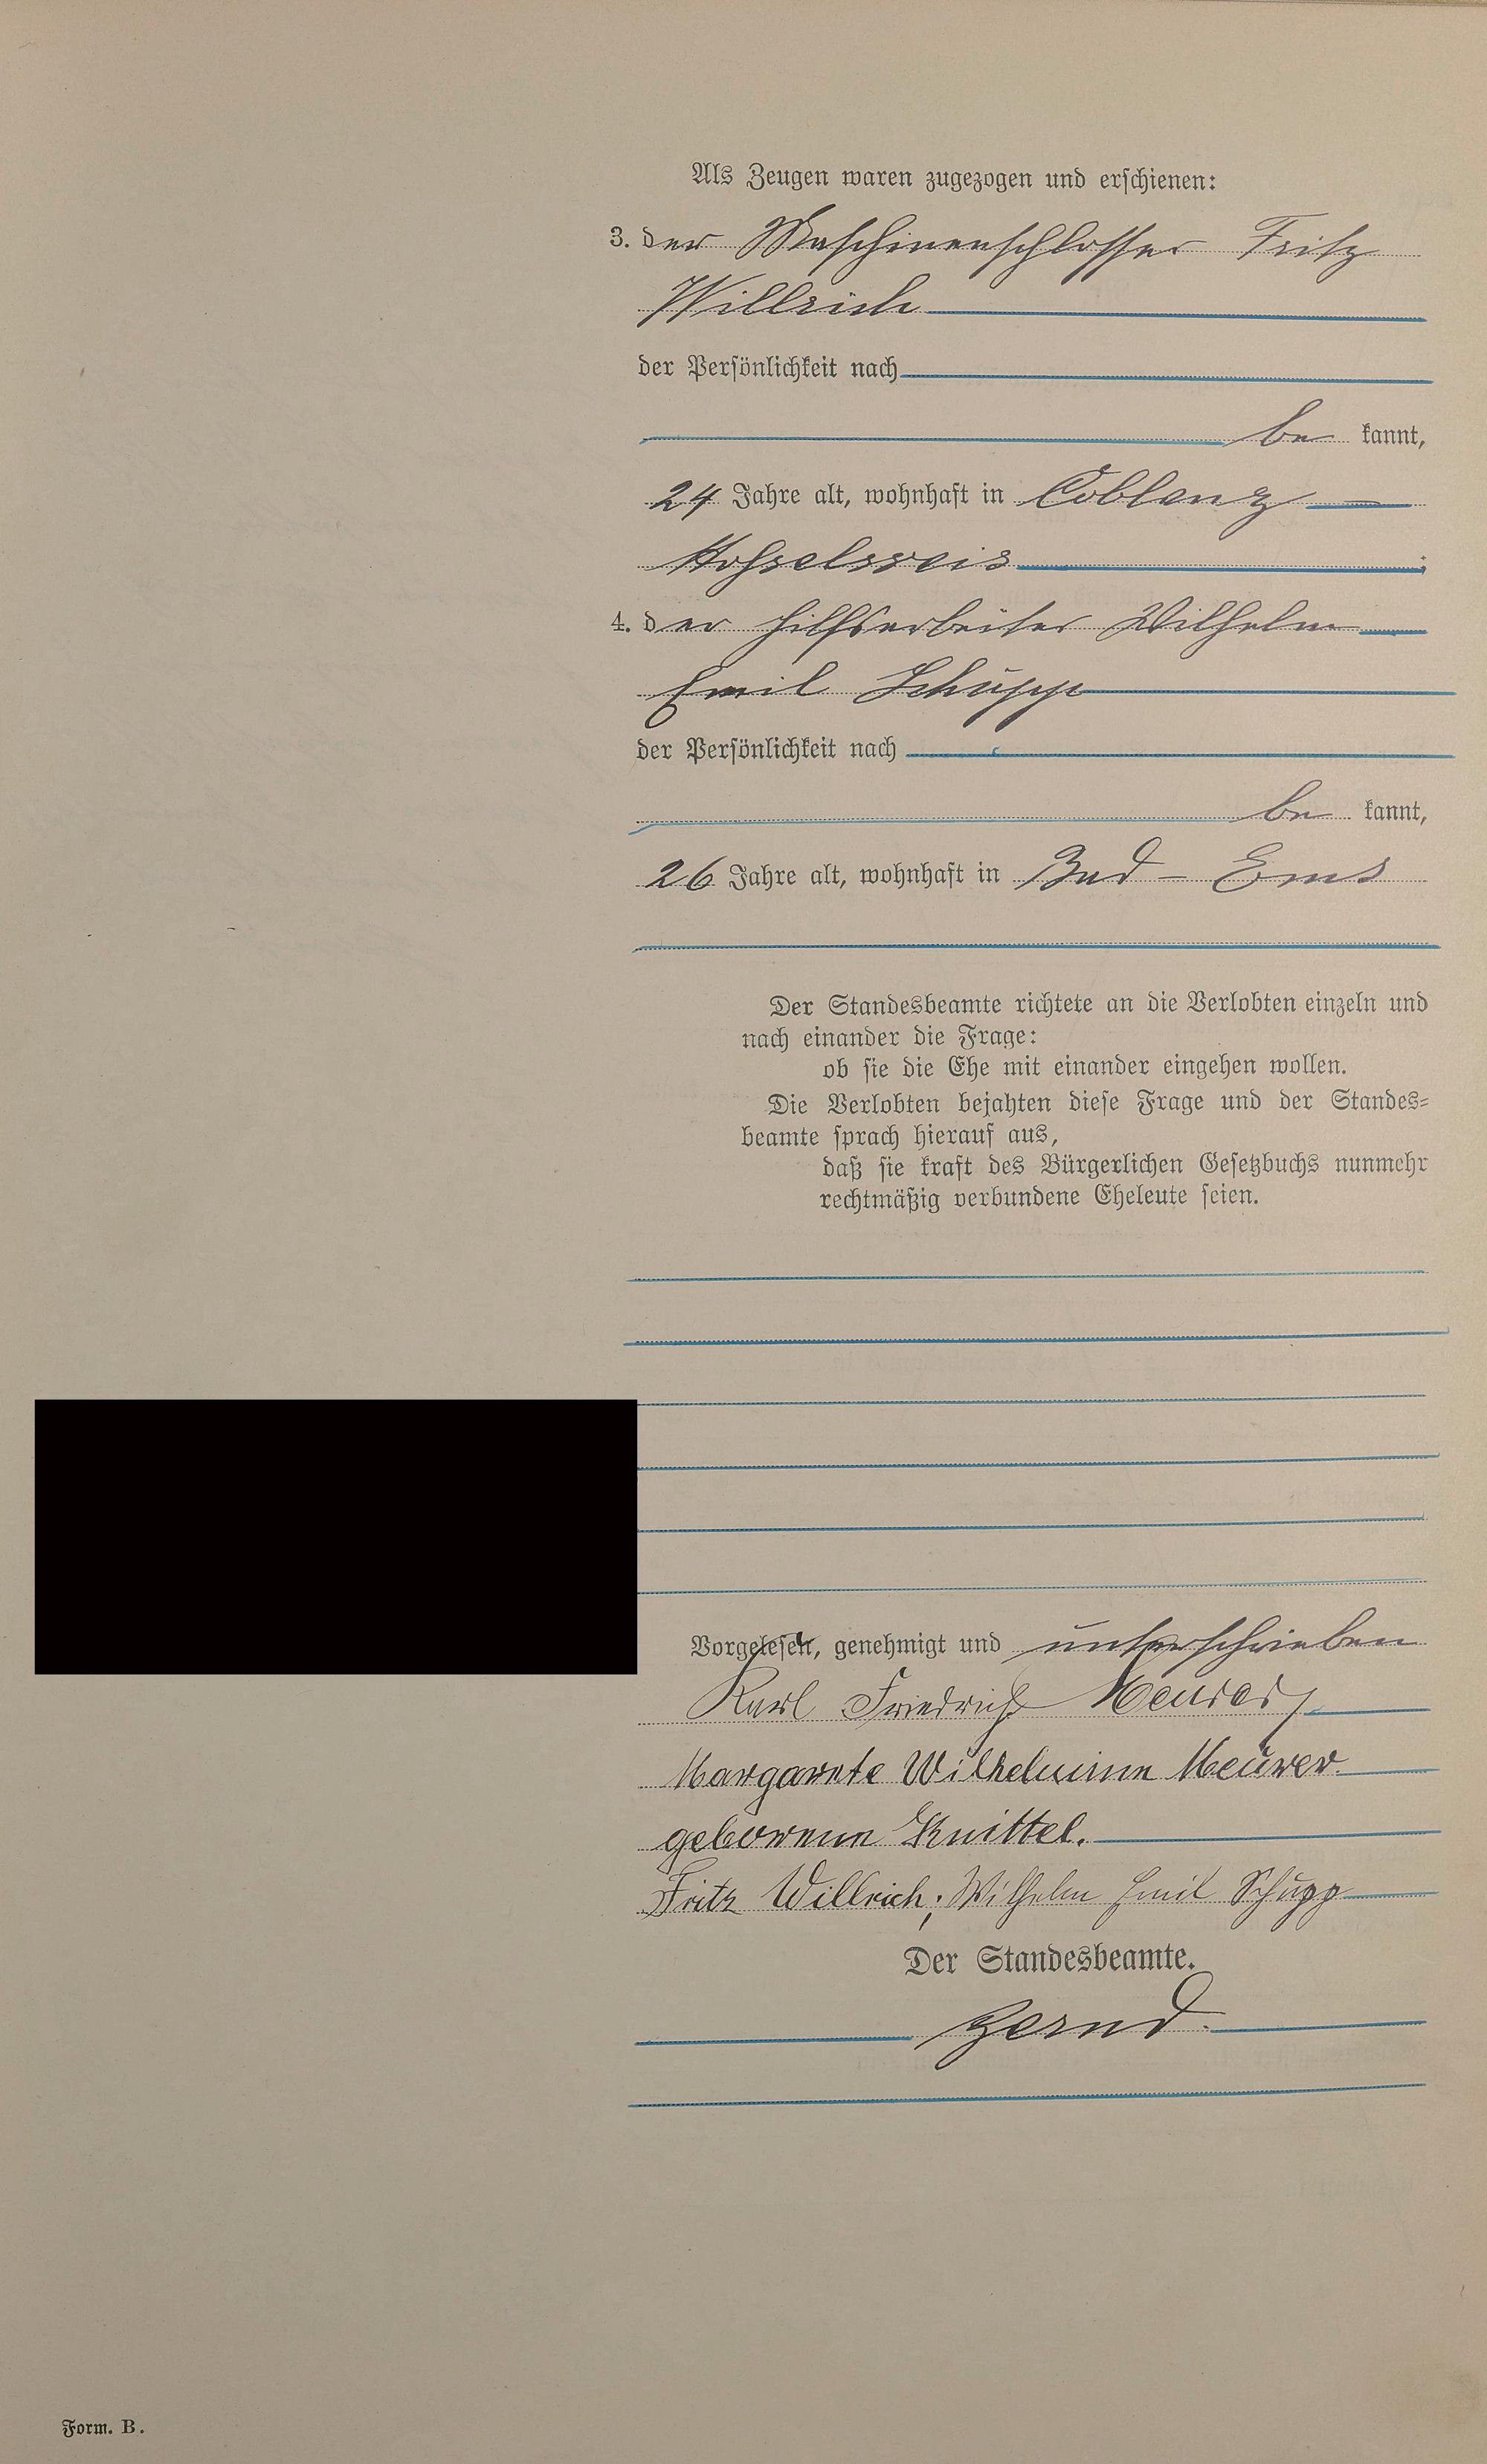 Als Zeugen waren zugezogen und erschienen:
3. der Maschinenschlosser Fritz
Willrich
der Persönlichkeit nach
be kannt,
24 Jahre alt, wohnhaft in Coblenz
4. der Hilfsarbeiter Wilhelm
Emil Schupp
der Persönlichkeit nach
be kannt,
26 Jahre alt, wohnhaft in Bad-Ems
Der Standesbeamte richtete an die Verlobten einzeln und
nach einander die Frage:
ob sie die Ehe mit einander eingehen wollen.
Die Verlobten bejahten diese Frage und der Standes-
beamte sprach hierauf aus,
daß sie kraft des Bürgerlichen Gesetzbuchs nunmehr
rechtmäßig verbundene Eheleute seien.
Vorgelesen, genehmigt und unterschrieben
Karl Friedrich Meurer
Margarete Wilhelmine Meurer
geborene Knittel.
Fritz Willrich; Wilhelm Emil Schupp
Der Standesbeamte.
Form. B.